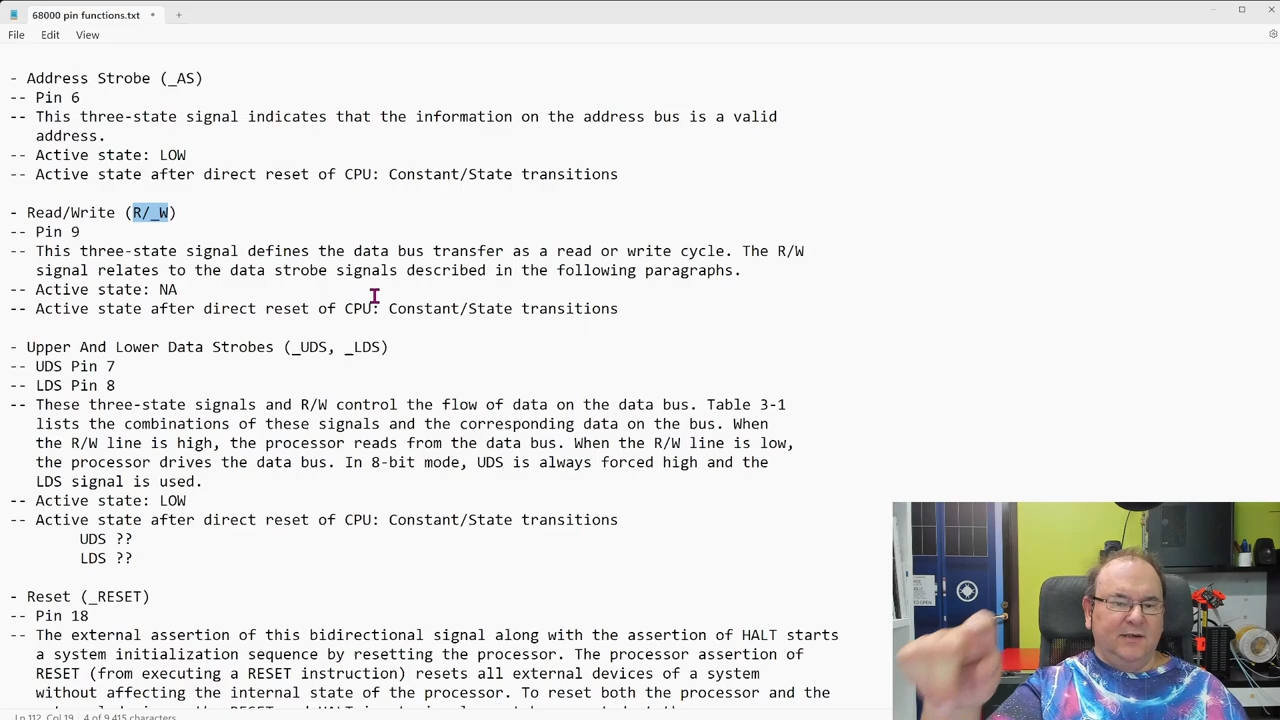 68000 pin functions.txt
File Edit View
- Address Strobe (_AS)
-- Pin 6
-- This three-state signal indicates that the information on the address bus is a valid
address.
-- Active state: LOW
-- Active state after direct reset of CPU: Constant/State transitions
- Read/Write (R/_W)
-- Pin 9
-- This three-state signal defines the data bus transfer as a read or write cycle. The R/W
signal relates to the data strobe signals described in the following paragraphs.
-- Active state: NA
-- Active state after direct reset of CPU: Constant/State transitions
- Upper And Lower Data Strobes (_UDS, _LDS)
-- UDS Pin 7
-- LDS Pin 8
-- These three-state signals and R/W control the flow of data on the data bus. Table 3-1
lists the combinations of these signals and the corresponding data on the bus. When
the R/W line is high, the processor reads from the data bus. When the R/W line is low,
the processor drives the data bus. In 8-bit mode, UDS is always forced high and the
LDS signal is used.
-- Active state: LOW
-- Active state after direct reset of CPU: Constant/State transitions
UDS ??
LDS ??
- Reset (_RESET)
-- Pin 18
-- The external assertion of this bidirectional signal along with the assertion of HALT starts
a system initialization sequence by resetting the processor. The processor assertion of
RESET (from executing a RESET instruction) resets all external devices of a system
without affecting the internal state of the processor. To reset both the processor and the
Ln 112, Col 19 4 of 9,415 characters